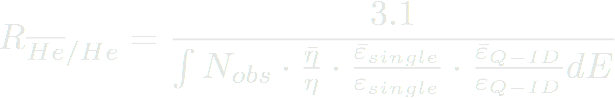 R_{\overline{He}/He} = \frac{3.1}{\int N_{obs} \cdot \frac{\bar{\eta}}{\eta} \cdot \frac{\bar{\varepsilon}_{single}}{\varepsilon_{single}} \cdot \frac{\bar{\varepsilon}_{Q-1D}}{\varepsilon_{Q-1D}} dE}